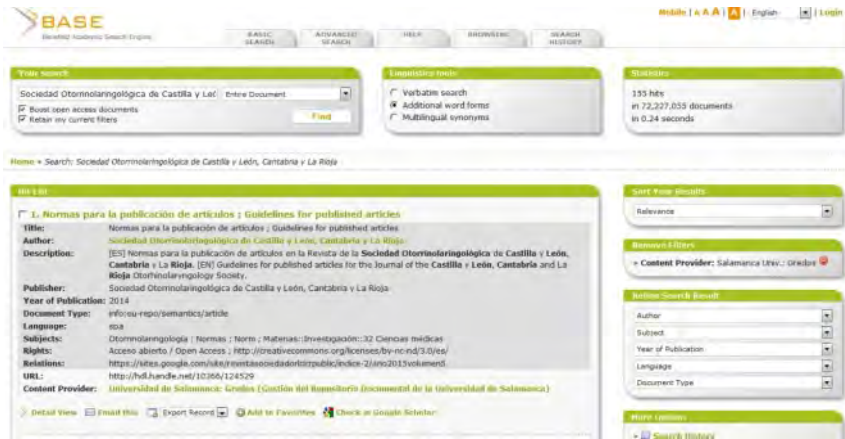 Mobile | A A A | A | English | Login
BASE
Bielefeld Academic Search Engine
BASIC SEARCH
ADVANCED SEARCH
HELP
BROWSING
SEARCH HISTORY
Your Search
Sociedad Otorrinolaringológica de Castilla y Leó
Entire Document
Boost open access documents
Retain my current filters
Find
Linguistic tools
Verbatim search
Additional word forms
Multilingual synonyms
Statistics
155 hits
in 72,227,055 documents
in 0.24 seconds
Home » Search: Sociedad Otorrinolaringológica de Castilla y León, Cantabria y La Rioja
Hit List
1. Normas para la publicación de artículos ; Guidelines for published articles
Title: Normas para la publicación de artículos ; Guidelines for published articles
Author: Sociedad Otorrinolaringológica de Castilla y León, Cantabria y La Rioja
Description: [ES] Normas para la publicación de artículos en la Revista de la Sociedad Otorrinolaringológica de Castilla y León,
Cantabria y La Rioja. [EN] Guidelines for published articles for the Journal of the Castilla y León, Cantabria and La
Rioja Otorhinolaryngology Society.
Publisher: Sociedad Otorrinolaringológica de Castilla y León, Cantabria y La Rioja
Year of Publication: 2014
Document Type: info:eu-repo/semantics/article
Language: spa
Subjects: Otorrinolaringología ; Normas ; Norm ; Materias::Investigación::32 Ciencias médicas
Rights: Acceso abierto / Open Access ; http://creativecommons.org/licenses/by-nc-nd/3.0/es/
Relations:
URL: http://hdl.handle.net/10366/124529
Content Provider: Universidad de Salamanca: Gredos (Gestión del Repositorio Documental de la Universidad de Salamanca)
Detail View
Email this
Export Record
Add to Favorites
Check in Google Scholar
Sort Your Results
Relevance
Remove Filters
» Content Provider: Salamanca Univ.: Gredos
Refine Search Result
Author
Subject
Year of Publication
Language
Document Type
More Options
» Search History